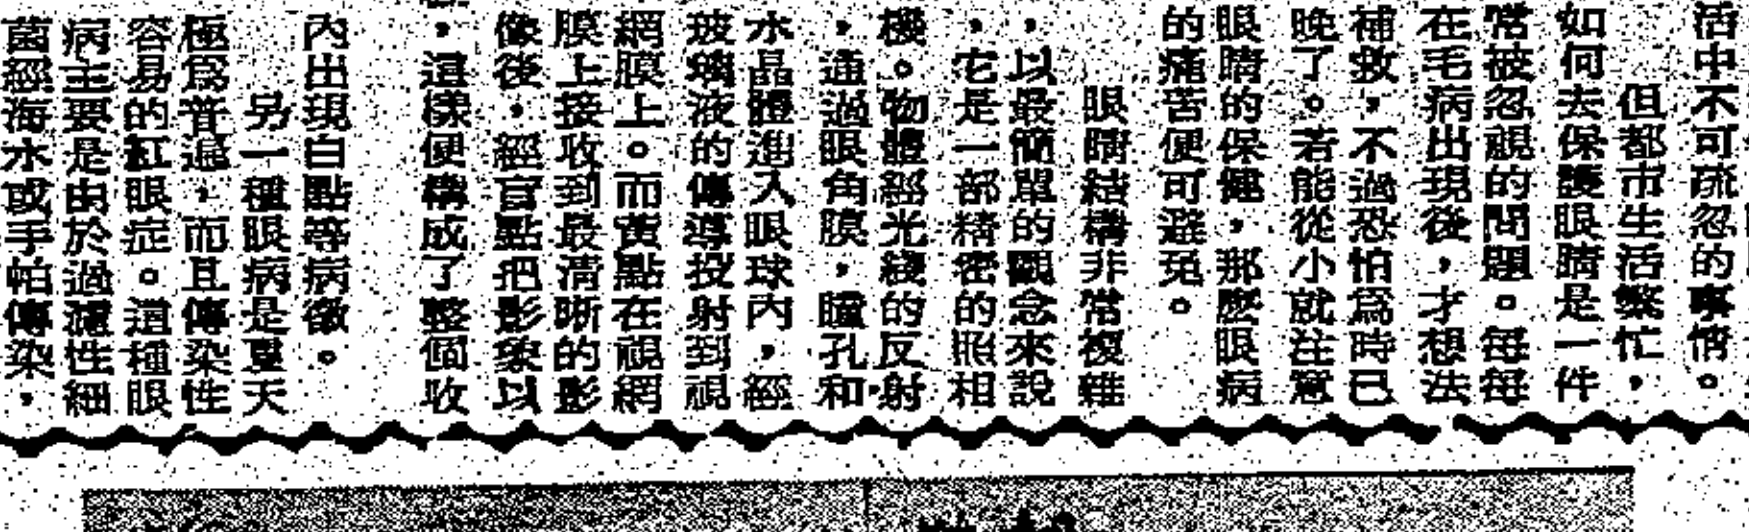 活中不可疏忽的事情。
但都市生活繁忙，
如何去保護眼睛是一件
常被忽視的問題。每每
在毛病出現後，才想法
補救，不過恐怕爲時已
晚了。若能從小就注意
眼睛的保健，那麽眼病
的痛苦便可避免。
眼睛結構非常複雜
，以最簡單的觀念來說
，它是一部精密的照相
機。物體經光綫的反射
，通過眼角膜，瞳孔和
水晶體進入眼球內，經
玻璃液的傳導投射到視
網膜上。而黃點在視網
膜上接收到最清晰的影
像後，經盲點把影象以
，這樣便構成了整個收
內出現白點等病徵。
另一種眼病是夏天
極爲普遍，而且傳染性
容易的紅眼症。這種眼
病主要是由於過濾性細
菌經海水或手帕傳染，